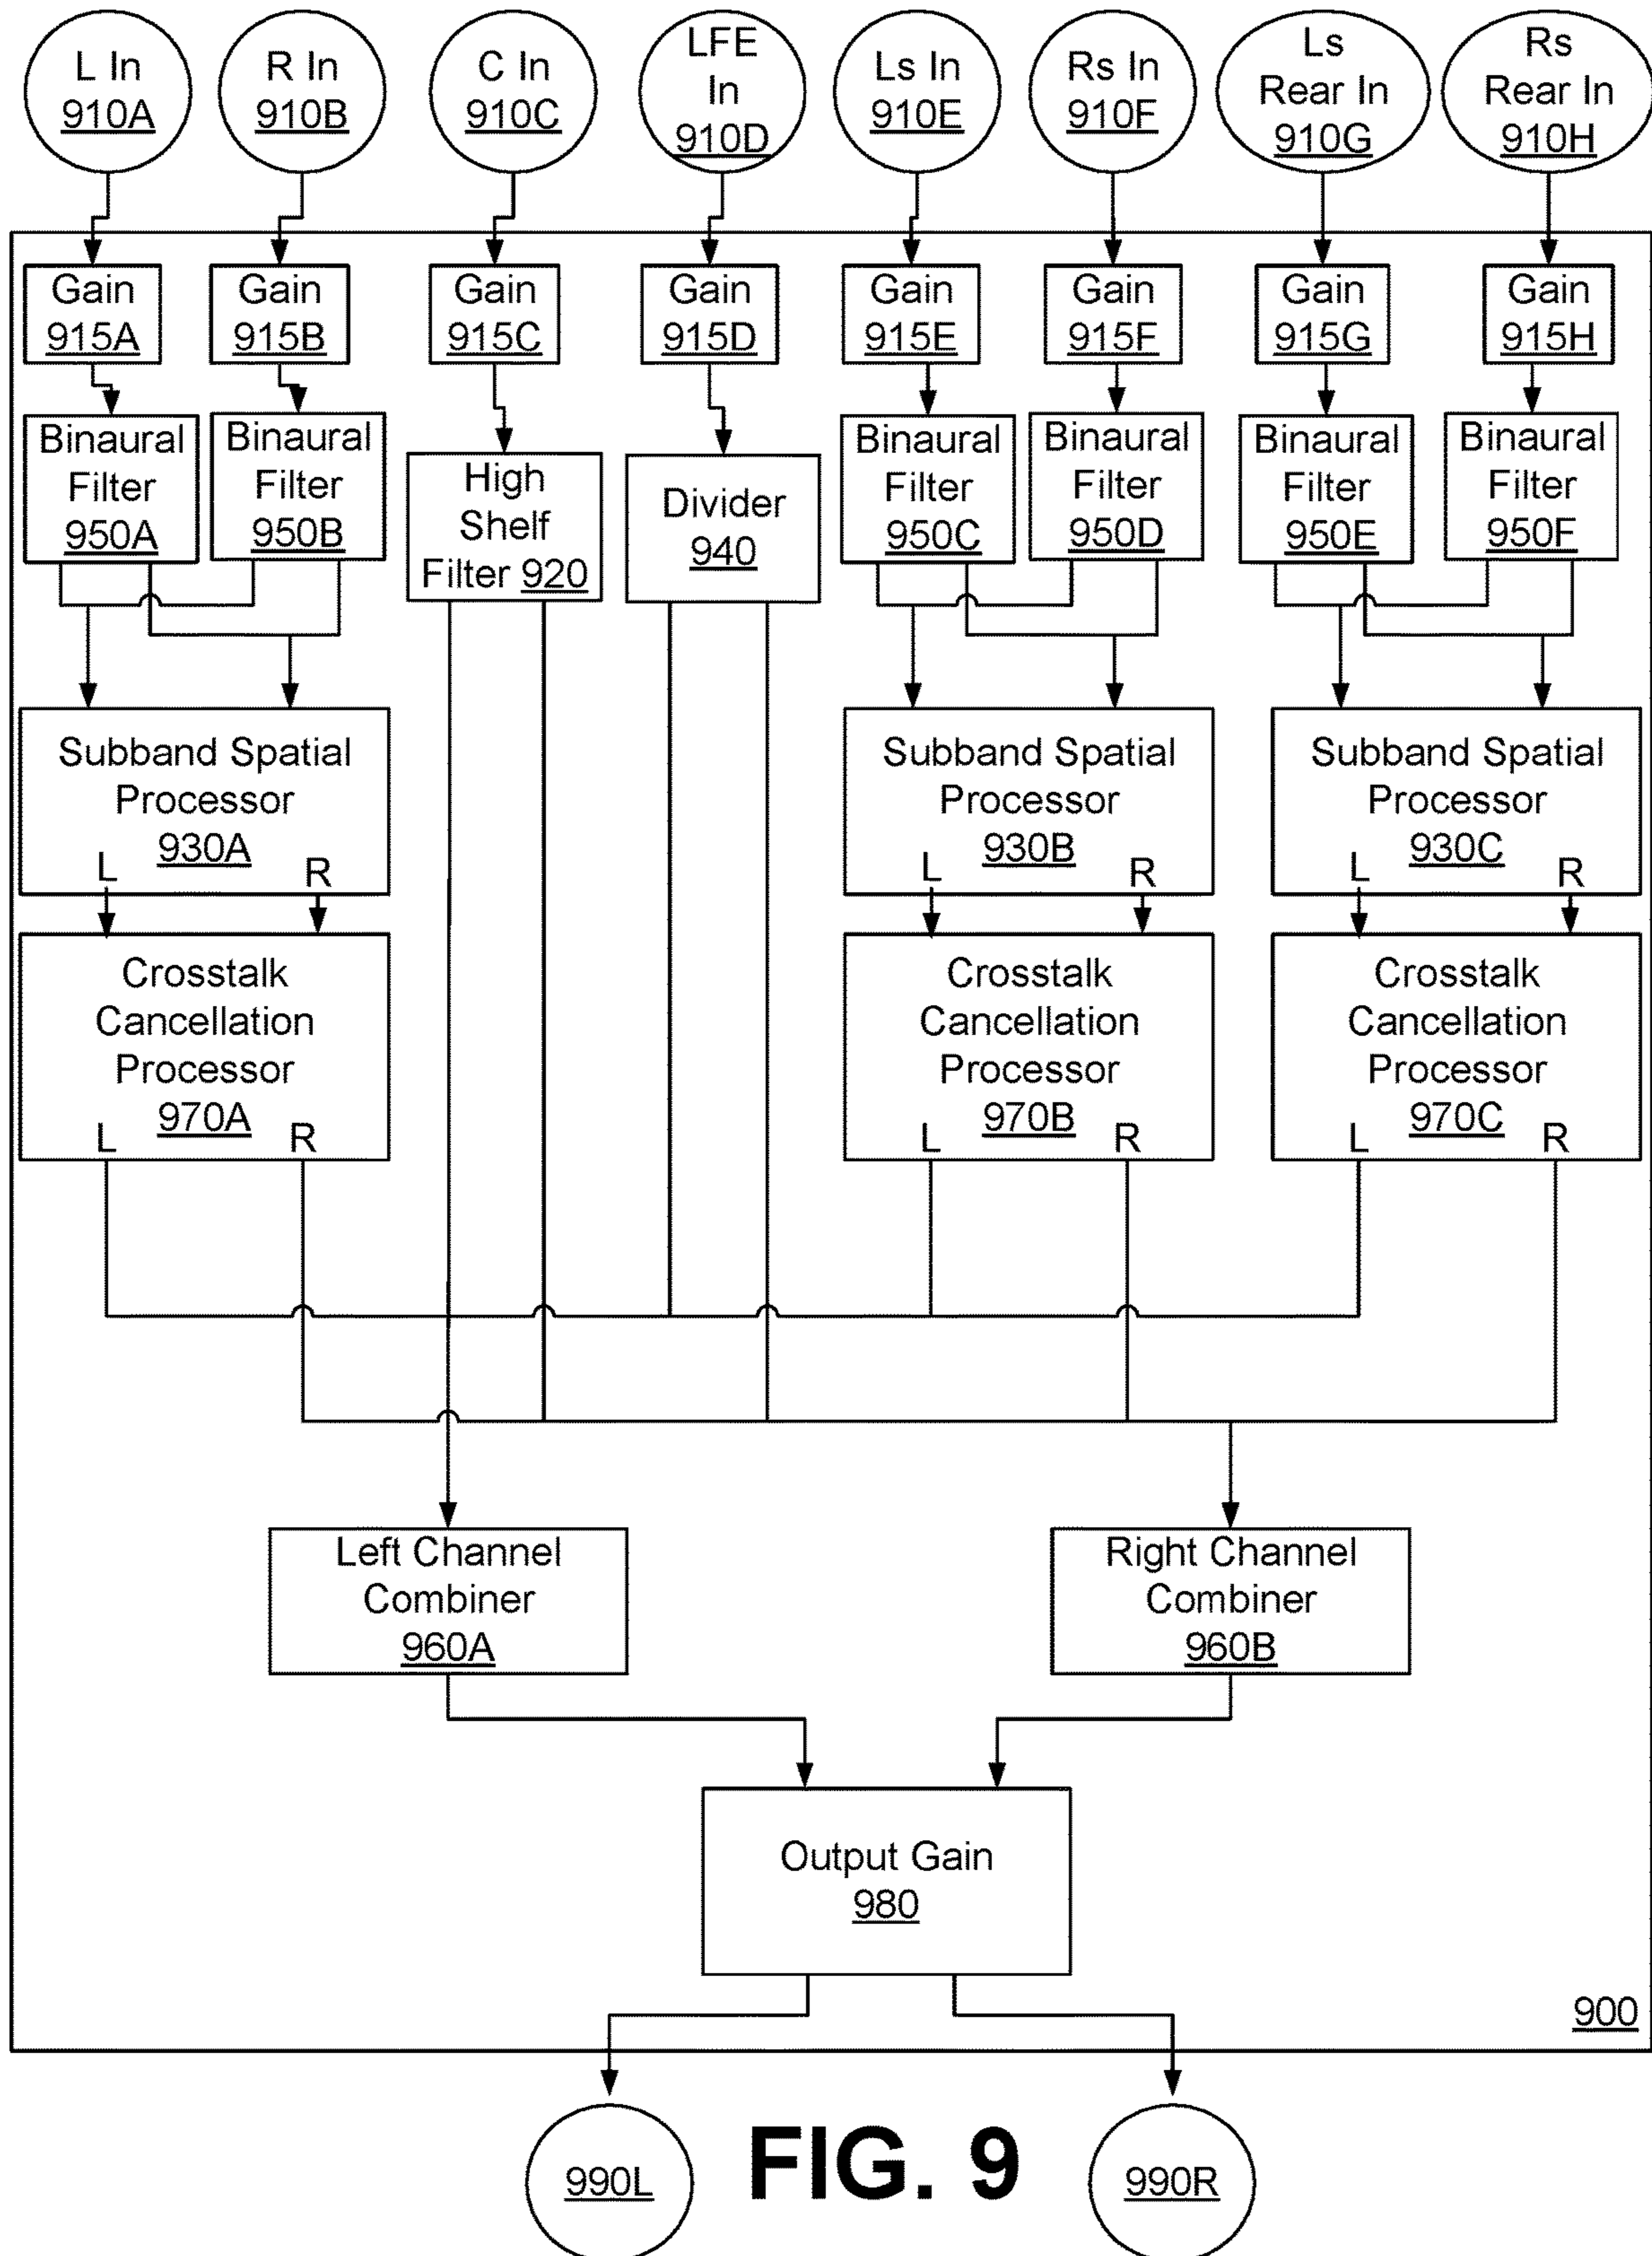 L In
910A
R In
910B
C In
910C
LFE
In
910D
Ls In
910E
Rs In
910F
Ls
Rear In
910G
Rs
Rear In
910H
Gain
915A
Gain
915B
Gain
915C
Gain
915D
Gain
915E
Gain
915F
Gain
915G
Gain
915H
Binaural
Filter
950A
Binaural
Filter
950B
High
Shelf
Filter 920
Divider
940
Binaural
Filter
950C
Binaural
Filter
950D
Binaural
Filter
950E
Binaural
Filter
950F
Subband Spatial
Processor
930A
L
R
Subband Spatial
Processor
930B
L
R
Subband Spatial
Processor
930C
L
R
Crosstalk
Cancellation
Processor
970A
L
R
Crosstalk
Cancellation
Processor
970B
L
R
Crosstalk
Cancellation
Processor
970C
L
R
Left Channel
Combiner
960A
Right Channel
Combiner
960B
Output Gain
980
900
990L
FIG. 9
990R